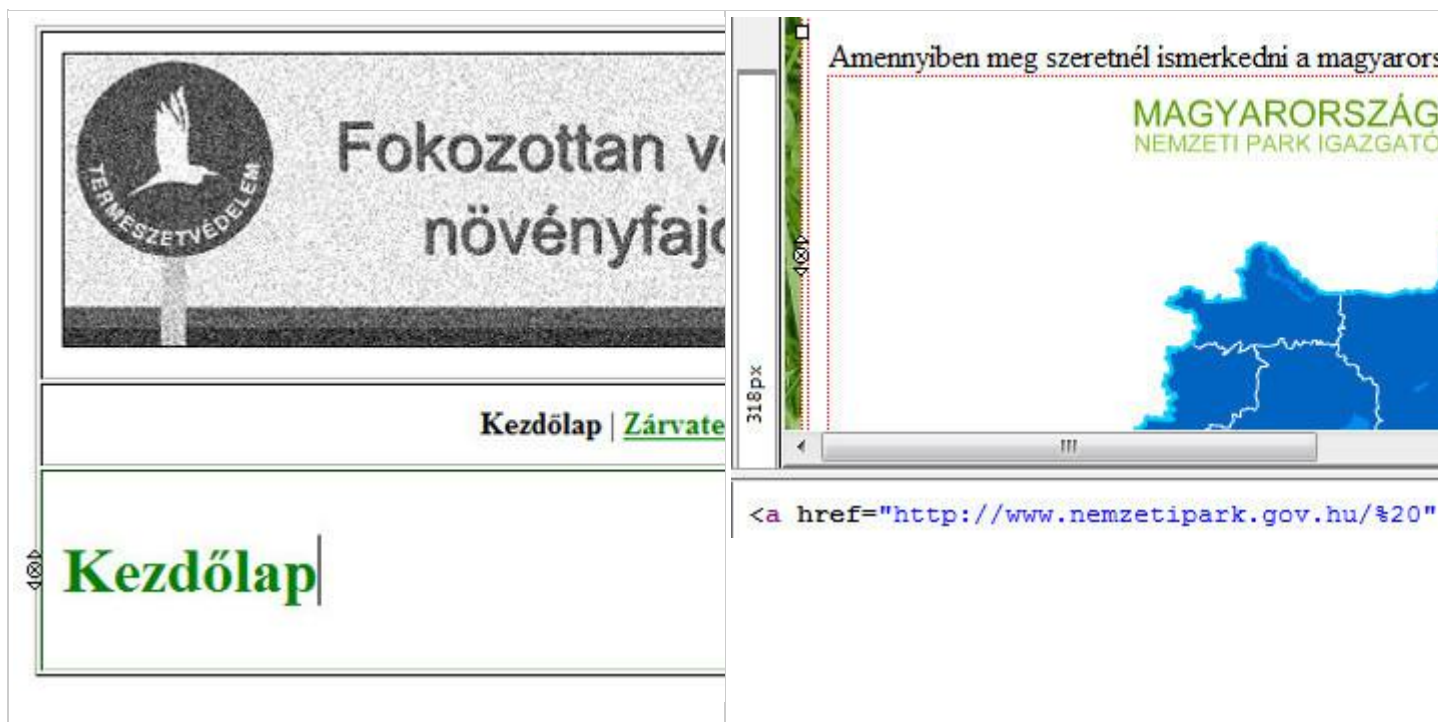 TERMÉSZETVÉDELEM
Fokozottan v
növényfajo
Kezdőlap | Zárvate
Kezdőlap
Amennyiben meg szeretnél ismerkedni a magyarors
MAGYARORSZÁG
NEMZETI PARK IGAZGATÓ
318px
<a href="http://www.nemzetipark.gov.hu/%20"